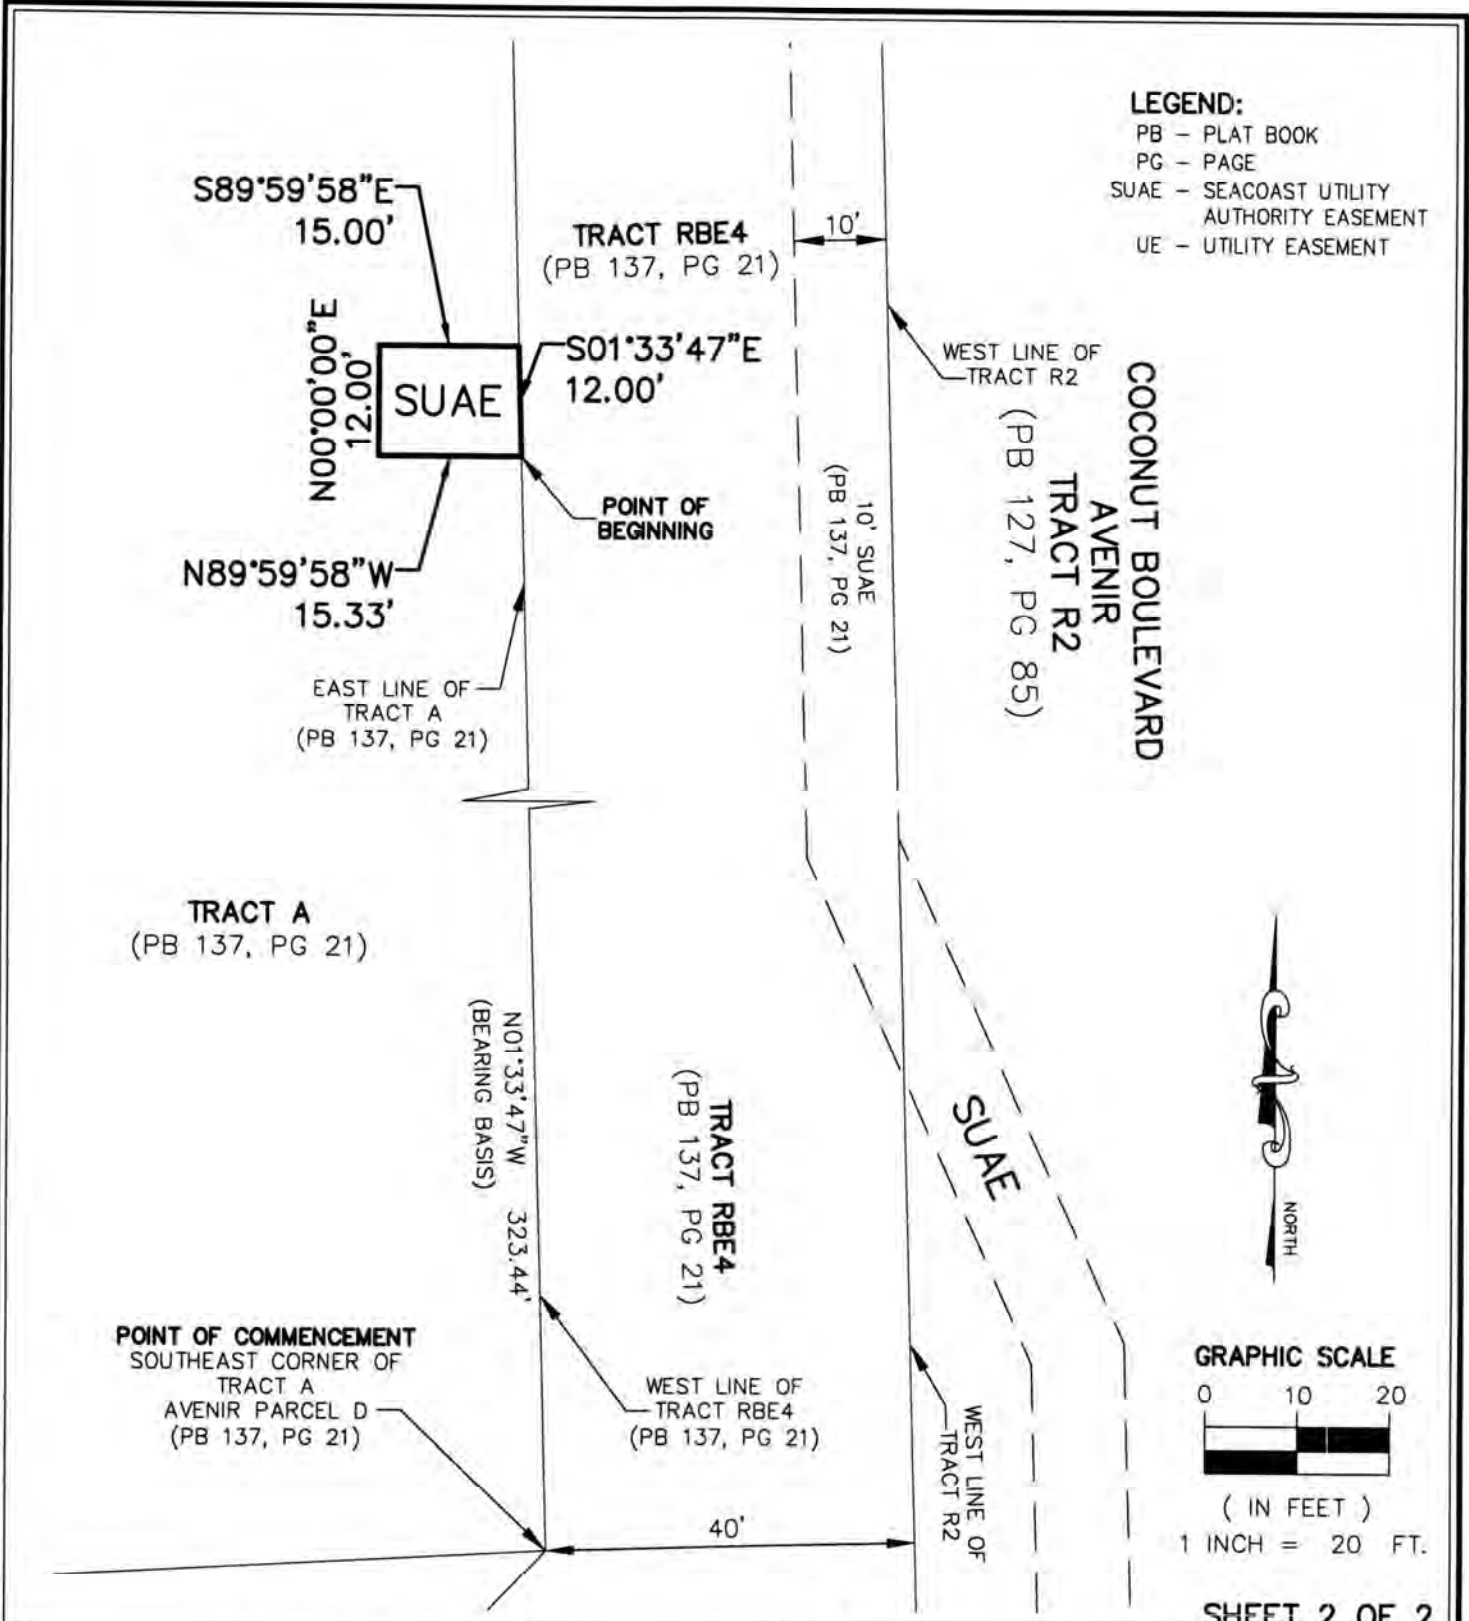 LEGEND:
PB – PLAT BOOK
PG – PAGE
SUAE – SEACOAST UTILITY
AUTHORITY EASEMENT
UE – UTILITY EASEMENT
S89°59'58"E
15.00'
TRACT RBE4
(PB 137, PG 21)
10'
N00°00'00"E
12.00'
SUAE
S01°33'47"E
12.00'
WEST LINE OF
TRACT R2
COCONUT BOULEVARD
AVENIR
TRACT R2
(PB 127, PG 85)
POINT OF
BEGINNING
10' SUAE
(PB 137, PG 21)
N89°59'58"W
15.33'
EAST LINE OF
TRACT A
(PB 137, PG 21)
TRACT A
(PB 137, PG 21)
N01°33'47"W 323.44'
(BEARING BASIS)
TRACT RBE4
(PB 137, PG 21)
SUAE
NORTH
POINT OF COMMENCEMENT
SOUTHEAST CORNER OF
TRACT A
AVENIR PARCEL D
(PB 137, PG 21)
WEST LINE OF
TRACT RBE4
(PB 137, PG 21)
WEST LINE OF
TRACT R2
40'
GRAPHIC SCALE
0 10 20
( IN FEET )
1 INCH = 20 FT.
SHEET 2 OF 2